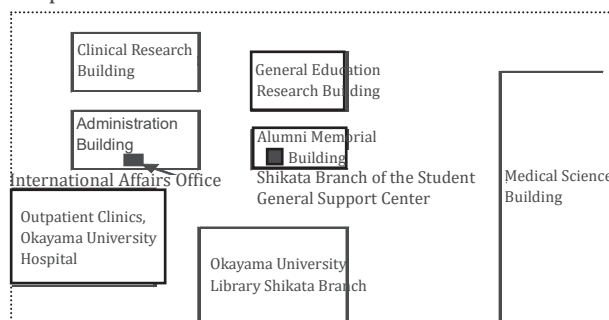 Clinical Research
Building
General Education
Research Building
Administration
Building
Alumni Memorial
Building
International Affairs Office
Shikata Branch of the Student
General Support Center
Medical Science
Building
Outpatient Clinics,
Okayama University
Hospital
Okayama University
Library Shikata Branch